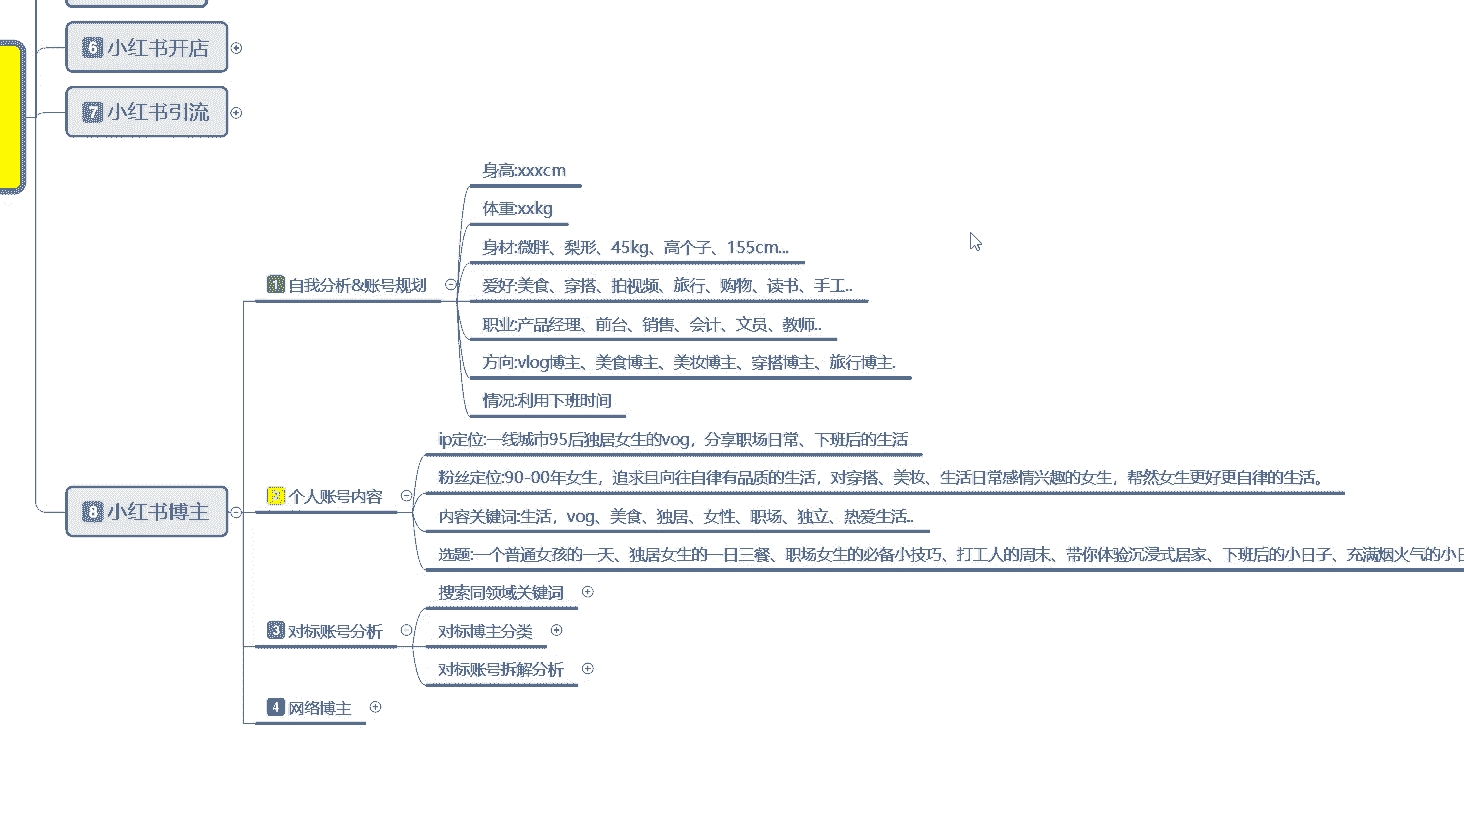 6 小红书开店
7 小红书引流
8 小红书博主
1 自我分析&账号规划
身高:xxxcm
体重:xxkg
身材:微胖、梨形、45kg、高个子、155cm...
爱好:美食、穿搭、拍视频、旅行、购物、读书、手工..
职业:产品经理、前台、销售、会计、文员、教师..
方向:vlog博主、美食博主、美妆博主、穿搭博主、旅行博主.
情况:利用下班时间
2 个人账号内容
ip定位:一线城市95后独居女生的vog，分享职场日常、下班后的生活
粉丝定位:90-00年女生，追求且向往自律有品质的生活，对穿搭、美妆、生活日常感情兴趣的女生，帮然女生更好更自律的生活。
内容关键词:生活，vog、美食、独居、女性、职场、独立、热爱生活..
选题:一个普通女孩的一天、独居女生的一日三餐、职场女生的必备小技巧、打工人的周末、带你体验沉浸式居家、下班后的小日子、充满烟火气的小日
3 对标账号分析
搜索同领域关键词
对标博主分类
对标账号拆解分析
4 网络博主